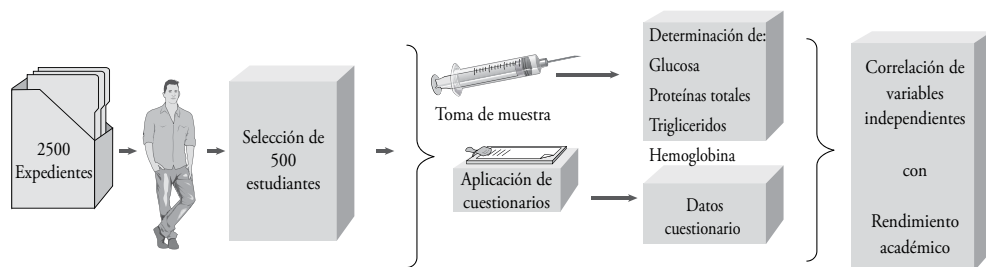 2500
Expedientes
Selección de
500
estudiantes
Toma de muestra
Aplicación de
cuestionarios
Determinación de:
Glucosa
Proteínas totales
Trigliceridos
Hemoglobina
Datos
cuestionario
Correlación de
variables
independientes
con
Rendimiento
académico